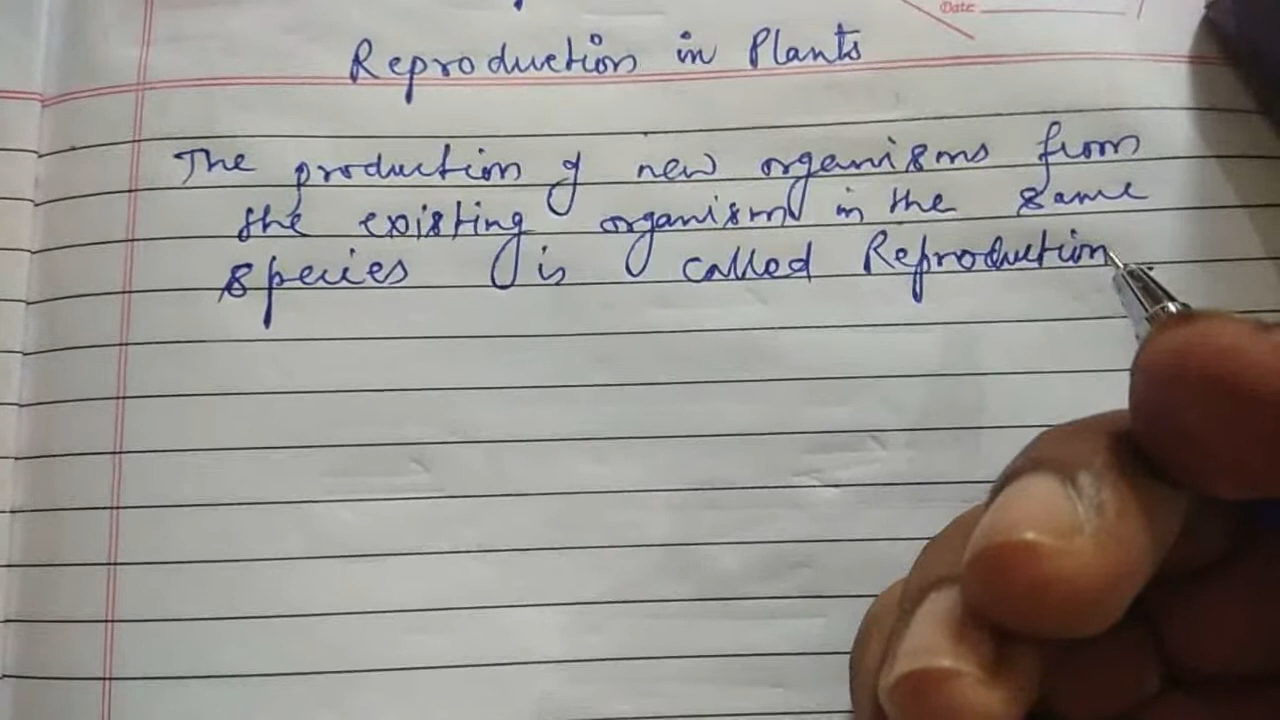 Date
Reproduction in Plants
The production of new organisms from
the existing organism in the same
species is called Reproduction